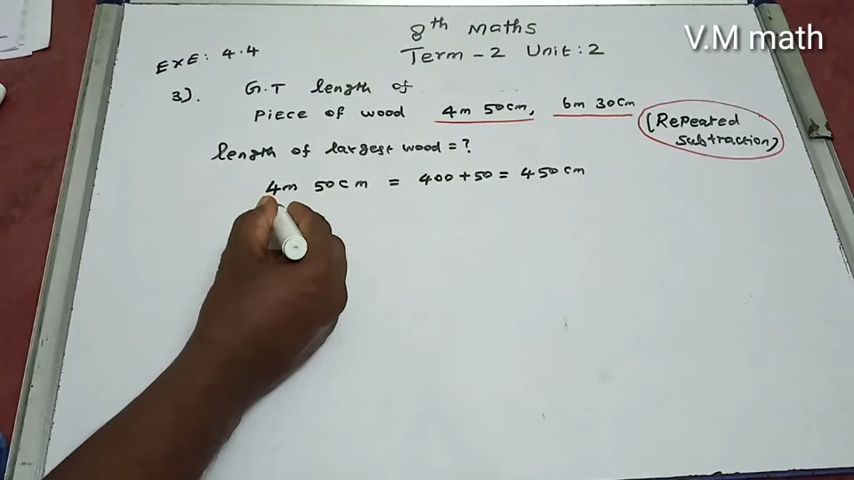 V.M math
8th Maths
Term - 2 Unit : 2
EXE: 4.4
3). G.T length of
Piece of wood 4m 50cm, 6m 30cm (Repeated
subtraction)
length of largest wood = ?
4m 50cm = 400 + 50 = 450 cm